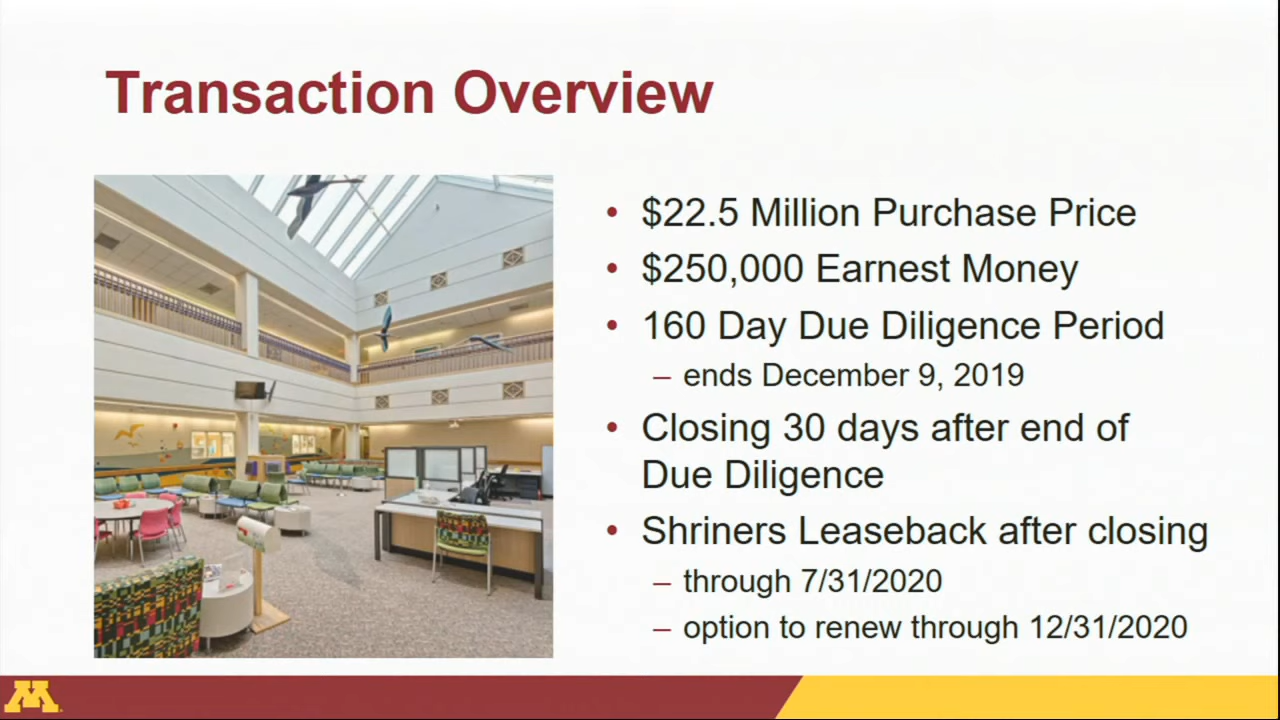 Transaction Overview
• $22.5 Million Purchase Price
• $250,000 Earnest Money
• 160 Day Due Diligence Period
– ends December 9, 2019
• Closing 30 days after end of
Due Diligence
• Shriners Leaseback after closing
– through 7/31/2020
– option to renew through 12/31/2020
M